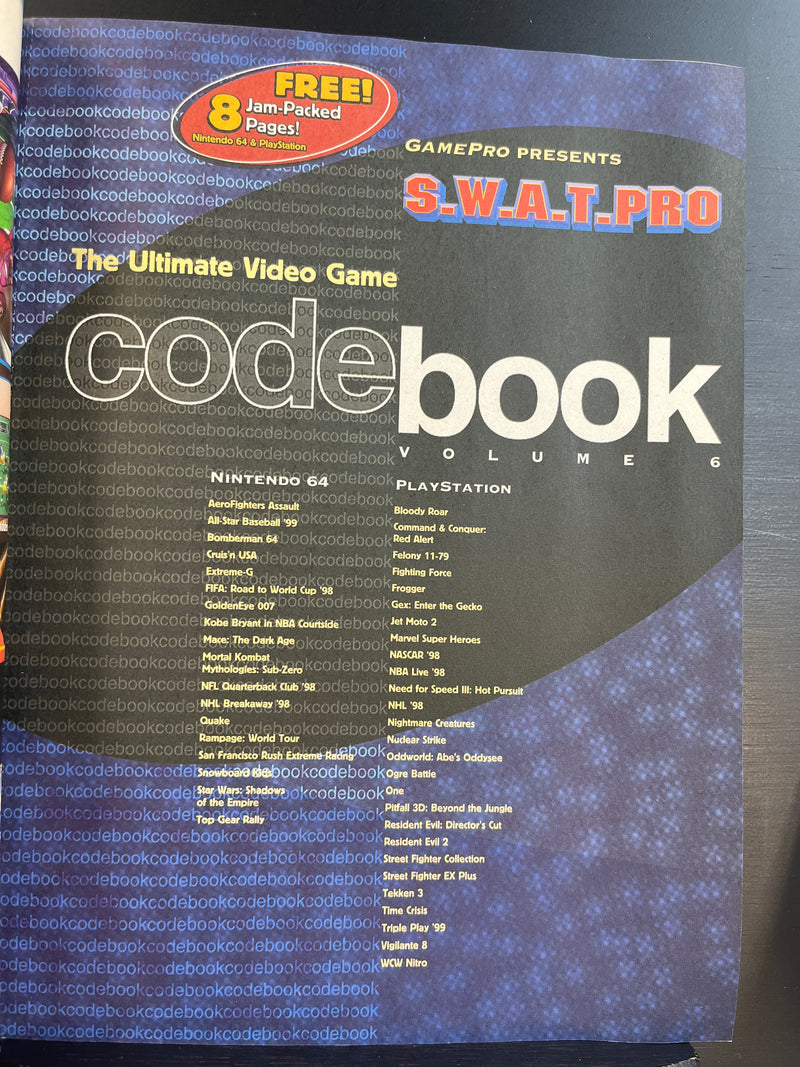 FREE!
8 Jam-Packed
Pages!
Nintendo 64 & PlayStation
GAMEPRO PRESENTS
S.W.A.T.PRO
The Ultimate Video Game
codebook
VOLUME 6
NINTENDO 64
AeroFighters Assault
All-Star Baseball '99
Bomberman 64
Cruis'n USA
Extreme-G
FIFA: Road to World Cup '98
GoldenEye 007
Kobe Bryant in NBA Courtside
Mace: The Dark Age
Mortal Kombat
Mythologies: Sub-Zero
NFL Quarterback Club '98
NHL Breakaway '98
Quake
Rampage: World Tour
San Francisco Rush Extreme Racing
Snowboard Kids
Star Wars: Shadows
of the Empire
Top Gear Rally
PLAYSTATION
Bloody Roar
Command & Conquer:
Red Alert
Felony 11-79
Fighting Force
Frogger
Gex: Enter the Gecko
Jet Moto 2
Marvel Super Heroes
NASCAR '98
NBA Live '98
Need for Speed III: Hot Pursuit
NHL '98
Nightmare Creatures
Nuclear Strike
Oddworld: Abe's Oddysee
Ogre Battle
One
Pitfall 3D: Beyond the Jungle
Resident Evil: Director's Cut
Resident Evil 2
Street Fighter Collection
Street Fighter EX Plus
Tekken 3
Time Crisis
Triple Play '99
Vigilante 8
WCW Nitro